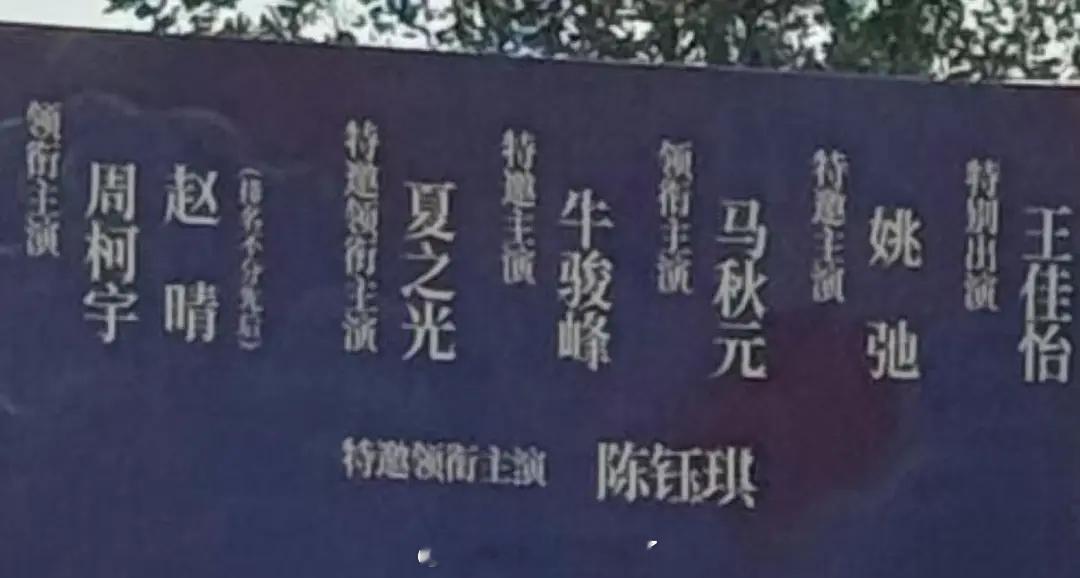 领衔主演
周柯宇
赵晴
(排名不分先后)
特邀领衔主演
夏之光
特邀主演
牛骏峰
领衔主演
马秋元
特邀主演
姚弛
特别出演
王佳怡
特邀领衔主演 陈钰琪